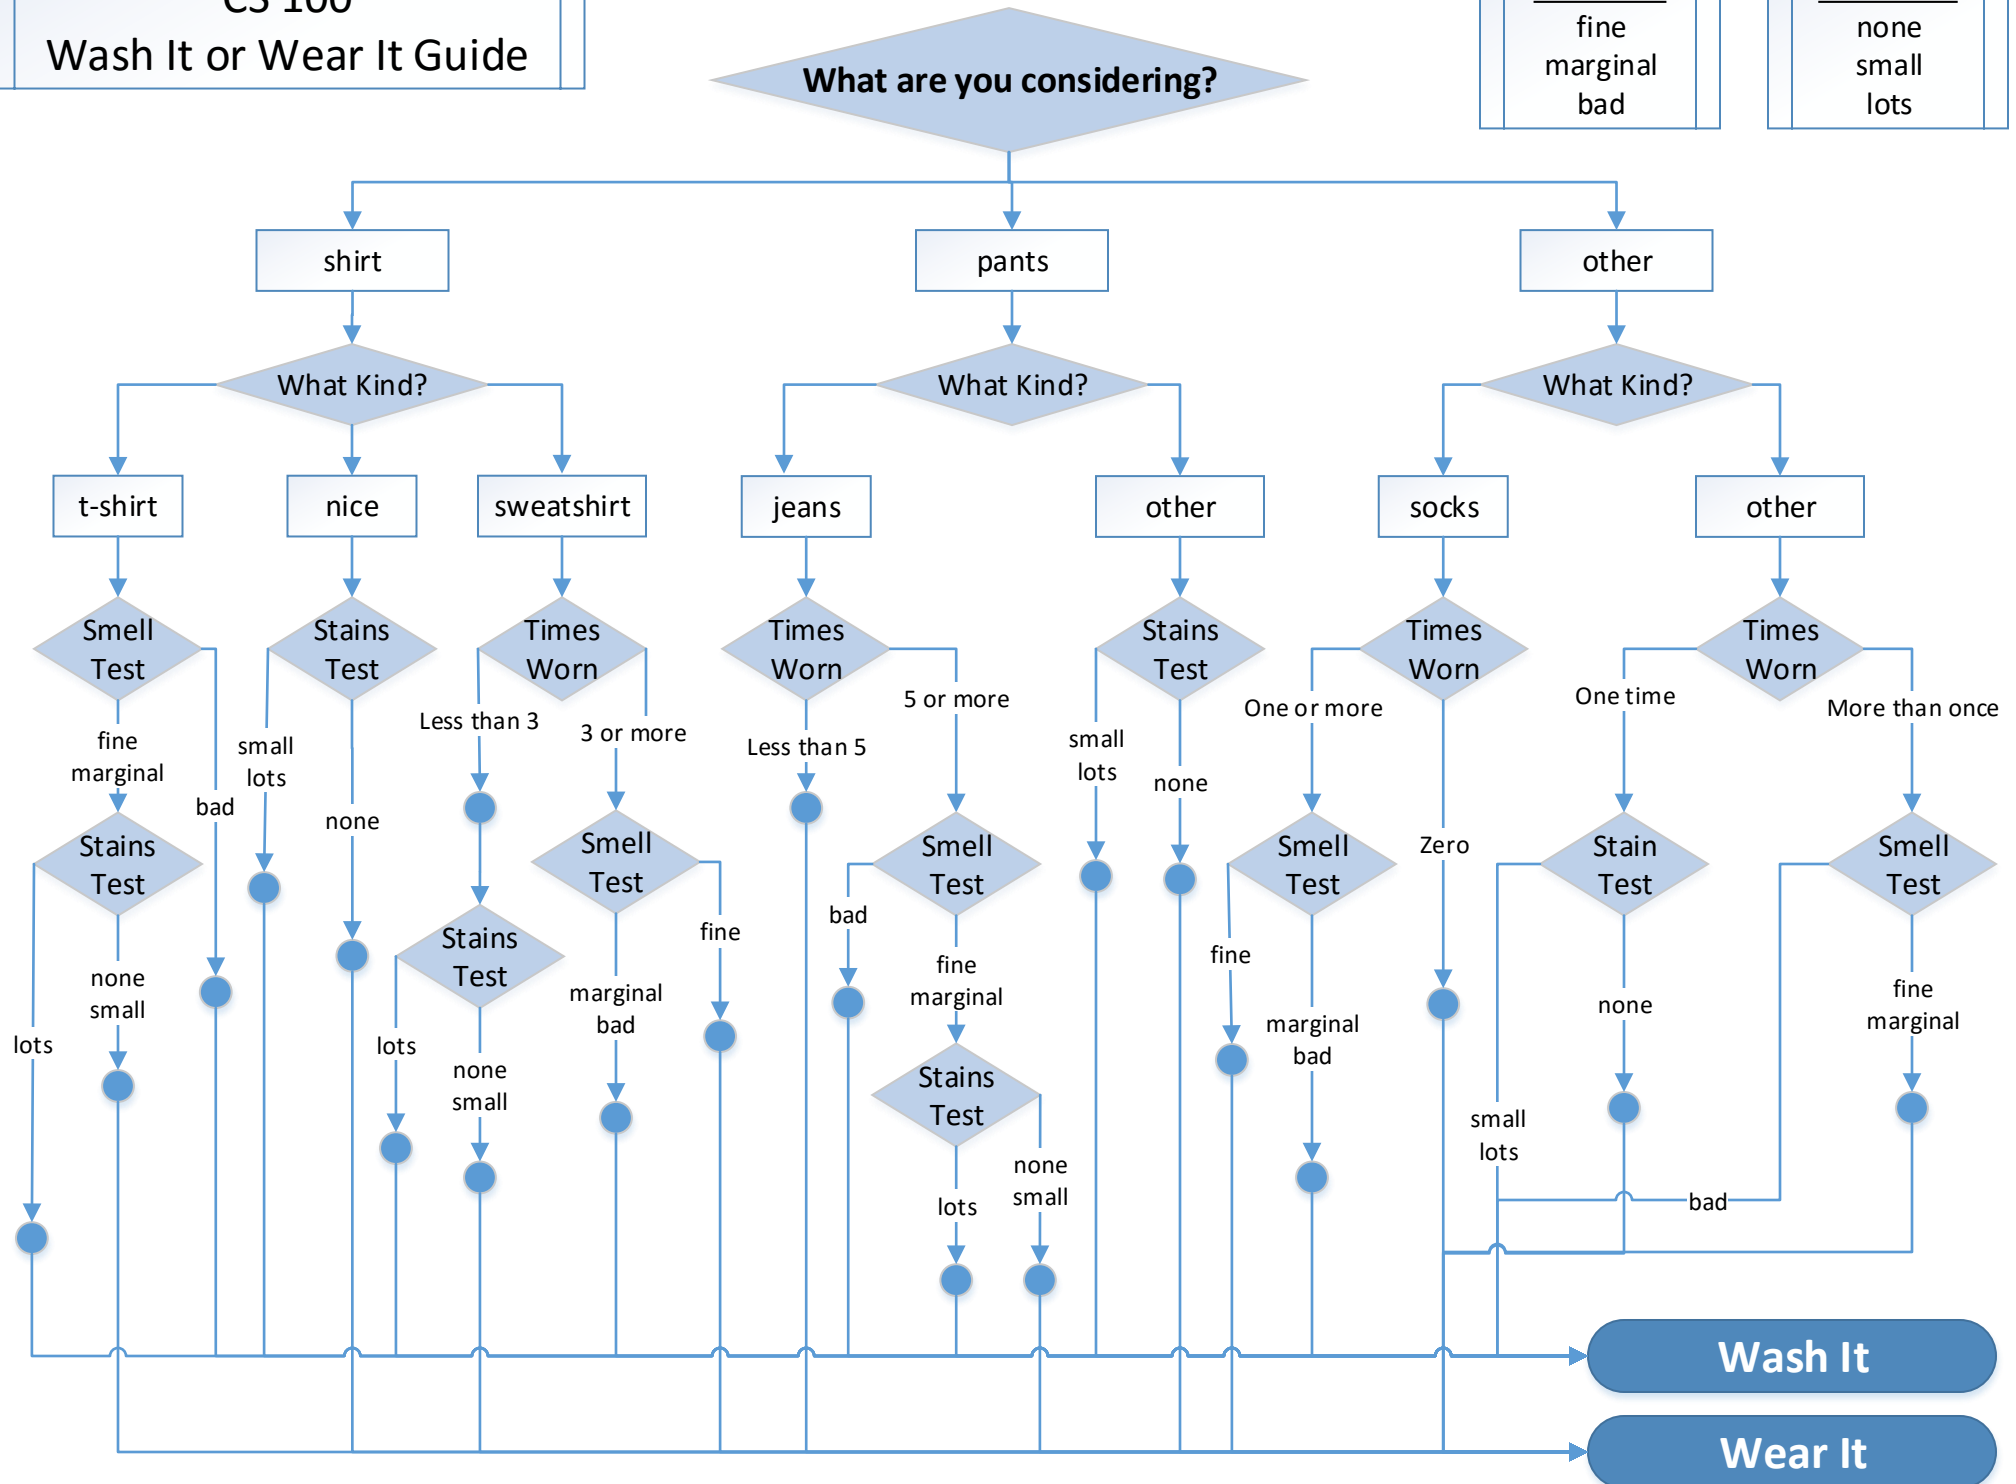 CS 100
Wash It or Wear It Guide
What are you considering?
fine
marginal
bad
none
small
lots
shirt
pants
other
What Kind?
What Kind?
What Kind?
t-shirt
nice
sweatshirt
jeans
other
socks
other
Smell
Test
Stains
Test
Times
Worn
Times
Worn
Stains
Test
Times
Worn
Times
Worn
fine
marginal
bad
small
lots
none
Less than 3
3 or more
Less than 5
5 or more
small
lots
none
One or more
Zero
One time
More than once
Stains
Test
Smell
Test
Smell
Test
Smell
Test
Stain
Test
Smell
Test
lots
none
small
Stains
Test
lots
none
small
marginal
bad
fine
bad
fine
marginal
Stains
Test
lots
none
small
fine
marginal
bad
none
small
lots
bad
fine
marginal
Wash It
Wear It